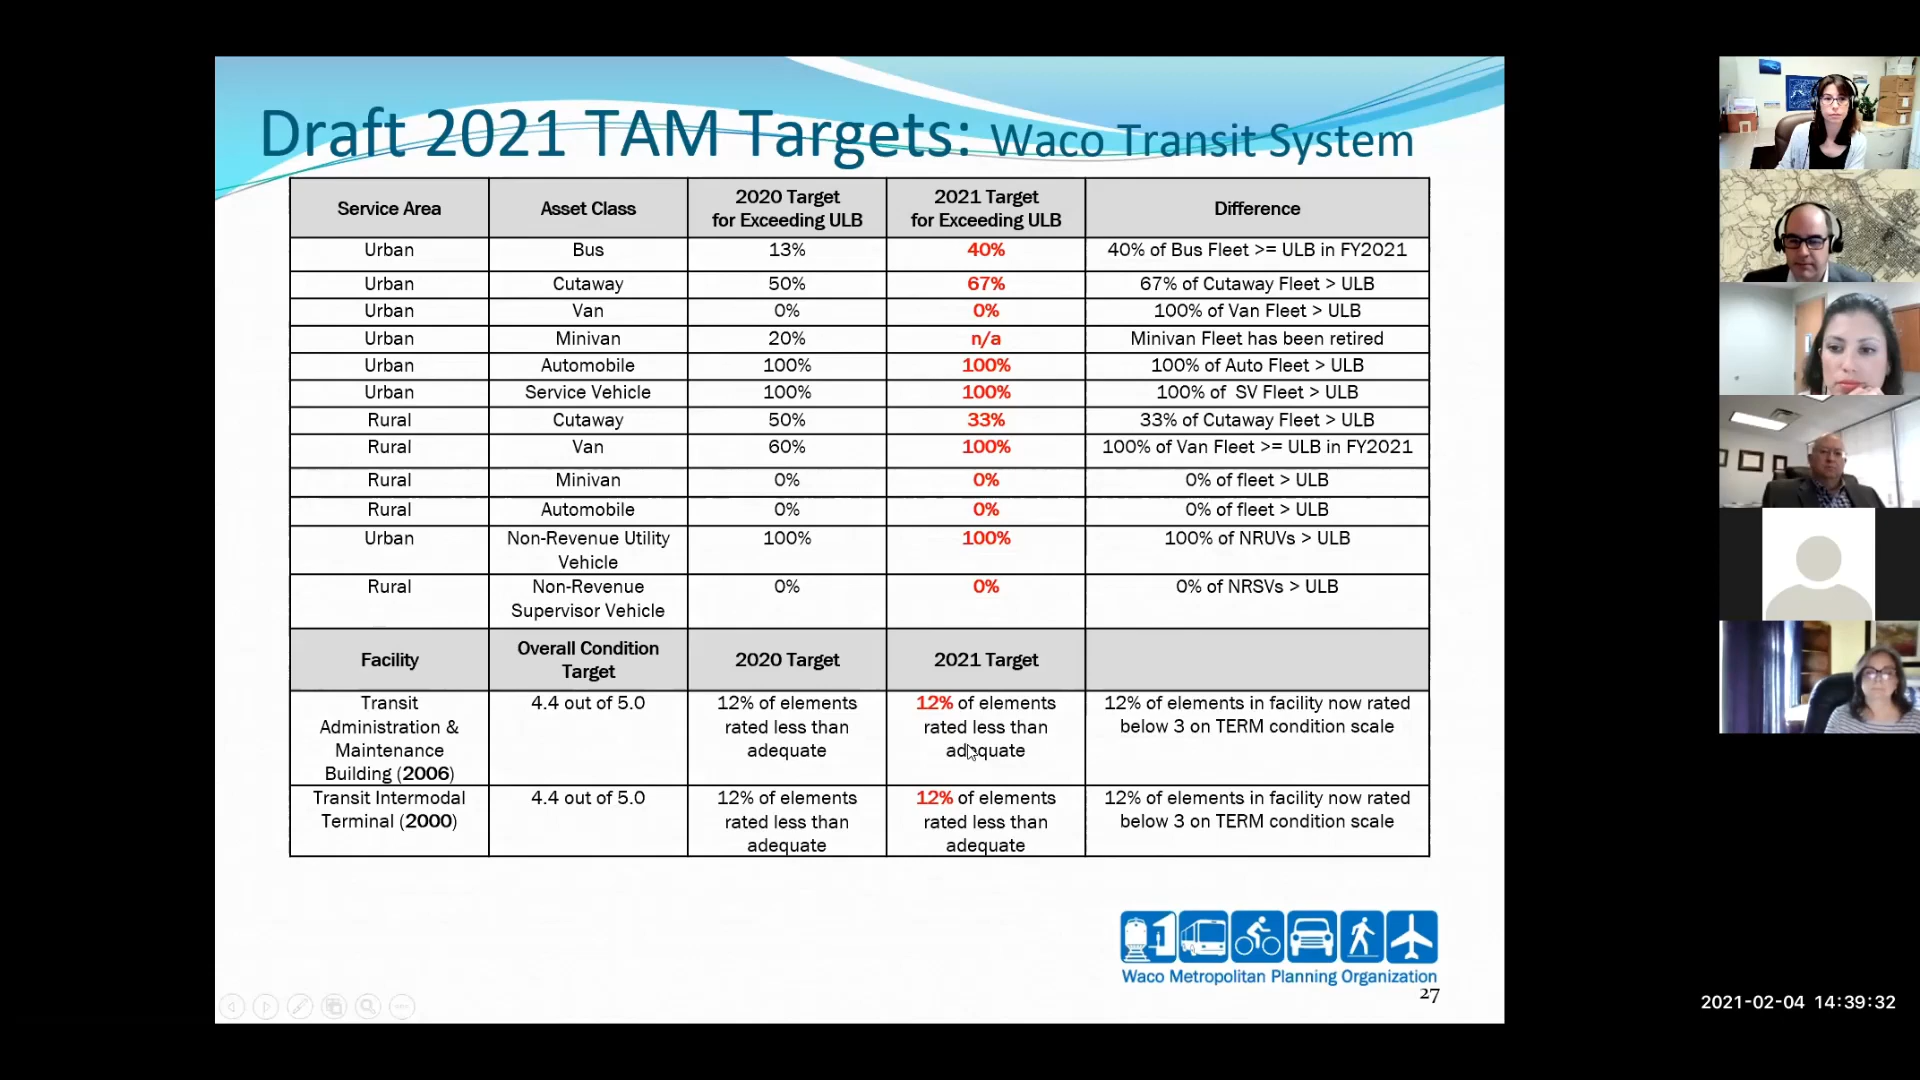 Draft 2021 TAM Targets: Waco Transit System
Service Area
Asset Class
2020 Target
for Exceeding ULB
2021 Target
for Exceeding ULB
Difference
Urban
Bus
13%
40%
40% of Bus Fleet >= ULB in FY2021
Urban
Cutaway
50%
67%
67% of Cutaway Fleet > ULB
Urban
Van
0%
0%
100% of Van Fleet > ULB
Urban
Minivan
20%
n/a
Minivan Fleet has been retired
Urban
Automobile
100%
100%
100% of Auto Fleet > ULB
Urban
Service Vehicle
100%
100%
100% of SV Fleet > ULB
Rural
Cutaway
50%
33%
33% of Cutaway Fleet > ULB
Rural
Van
60%
100%
100% of Van Fleet >= ULB in FY2021
Rural
Minivan
0%
0%
0% of fleet > ULB
Rural
Automobile
0%
0%
0% of fleet > ULB
Urban
Non-Revenue Utility
Vehicle
100%
100%
100% of NRUVs > ULB
Rural
Non-Revenue
Supervisor Vehicle
0%
0%
0% of NRSVs > ULB
Facility
Overall Condition
Target
2020 Target
2021 Target
Transit
Administration &
Maintenance
Building (2006)
4.4 out of 5.0
12% of elements
rated less than
adequate
12% of elements
rated less than
adequate
12% of elements in facility now rated
below 3 on TERM condition scale
Transit Intermodal
Terminal (2000)
4.4 out of 5.0
12% of elements
rated less than
adequate
12% of elements
rated less than
adequate
12% of elements in facility now rated
below 3 on TERM condition scale
Waco Metropolitan Planning Organization
27
2021-02-04 14:39:32